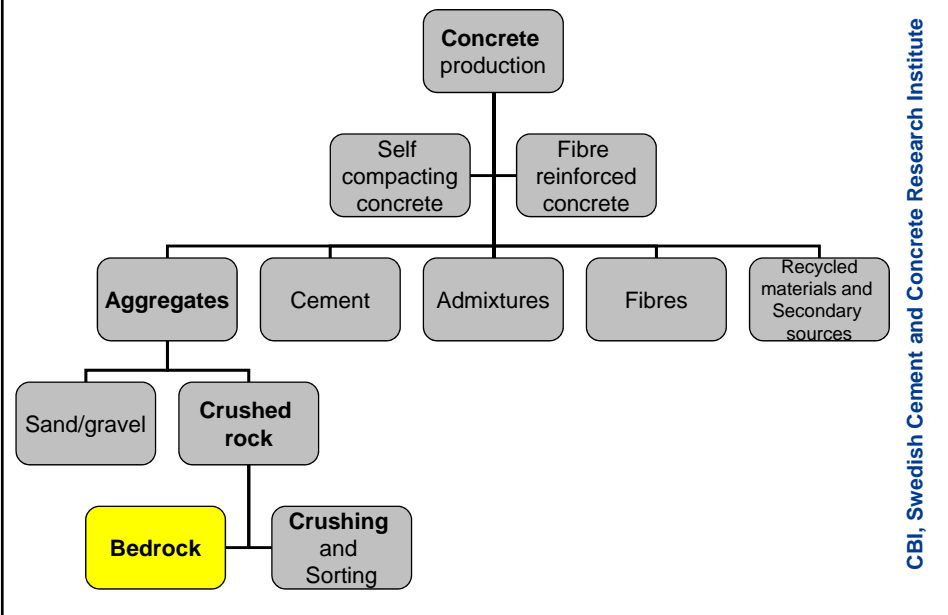 Concrete
production
Self
compacting
concrete
Fibre
reinforced
concrete
Aggregates
Cement
Admixtures
Fibres
Recycled
materials and
Secondary
sources
Sand/gravel
Crushed
rock
Bedrock
Crushing
and
Sorting
CBI, Swedish Cement and Concrete Research Institute